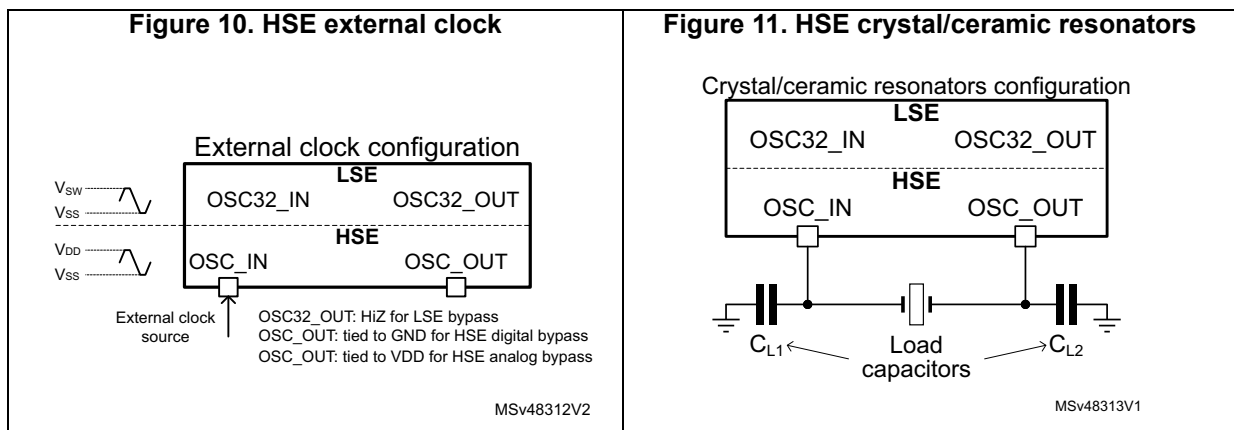 Figure 10. HSE external clock
External clock configuration
LSE
VSW
VSS
OSC32_IN
OSC32_OUT
HSE
VDD
VSS
OSC_IN
OSC_OUT
External clock
source
OSC32_OUT: HiZ for LSE bypass
OSC_OUT: tied to GND for HSE digital bypass
OSC_OUT: tied to VDD for HSE analog bypass
MSv48312V2
Figure 11. HSE crystal/ceramic resonators
Crystal/ceramic resonators configuration
LSE
OSC32_IN
OSC32_OUT
HSE
OSC_IN
OSC_OUT
CL1
Load
capacitors
CL2
MSv48313V1